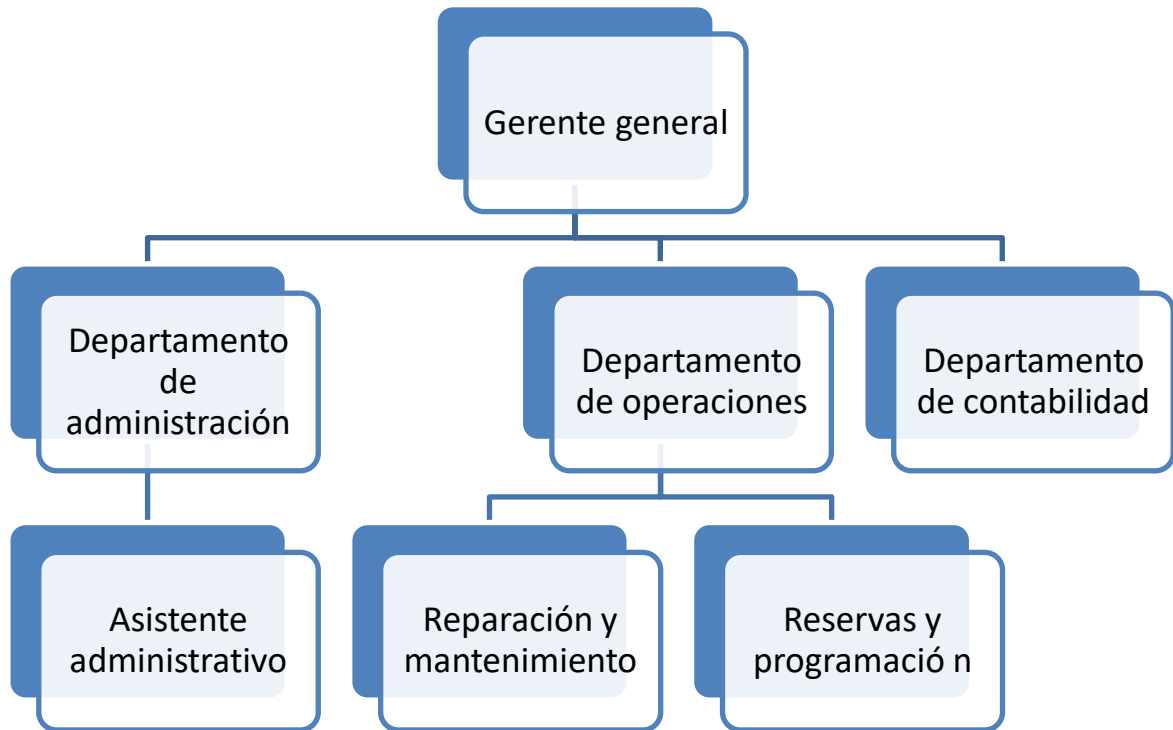 Gerente general
Departamento
de
administración
Departamento
de operaciones
Departamento
de contabilidad
Asistente
administrativo
Reparación y
mantenimiento
Reservas y
programació n